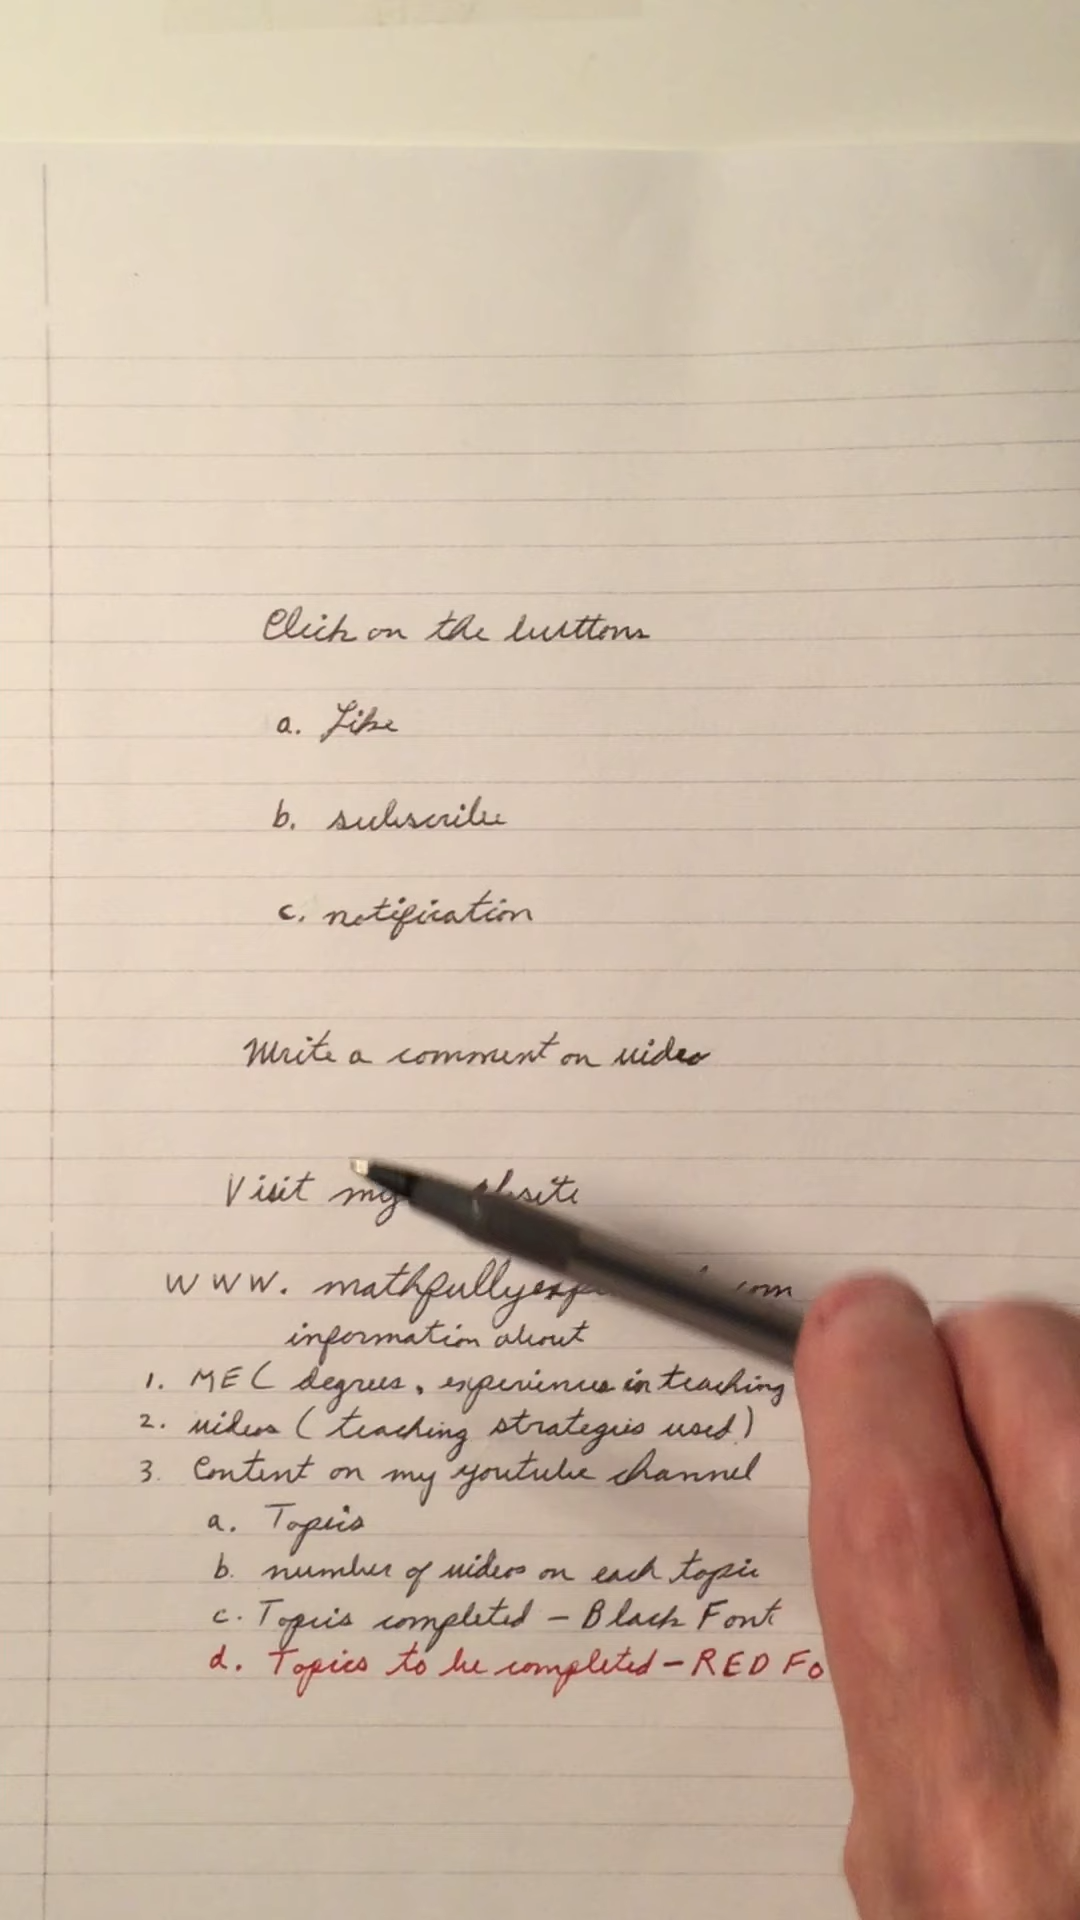 Click on the buttons
a. Like
b. subscribe
c. notification
Write a comment on video
Visit my
www. mathfully
information about
1. ME ( degrees, experiences in teaching
2. videos ( teaching strategies used )
3. Content on my youtube channel
a. Topics
b. number of videos on each topic
c. Topics completed - Black Font
d. Topics to be completed - RED